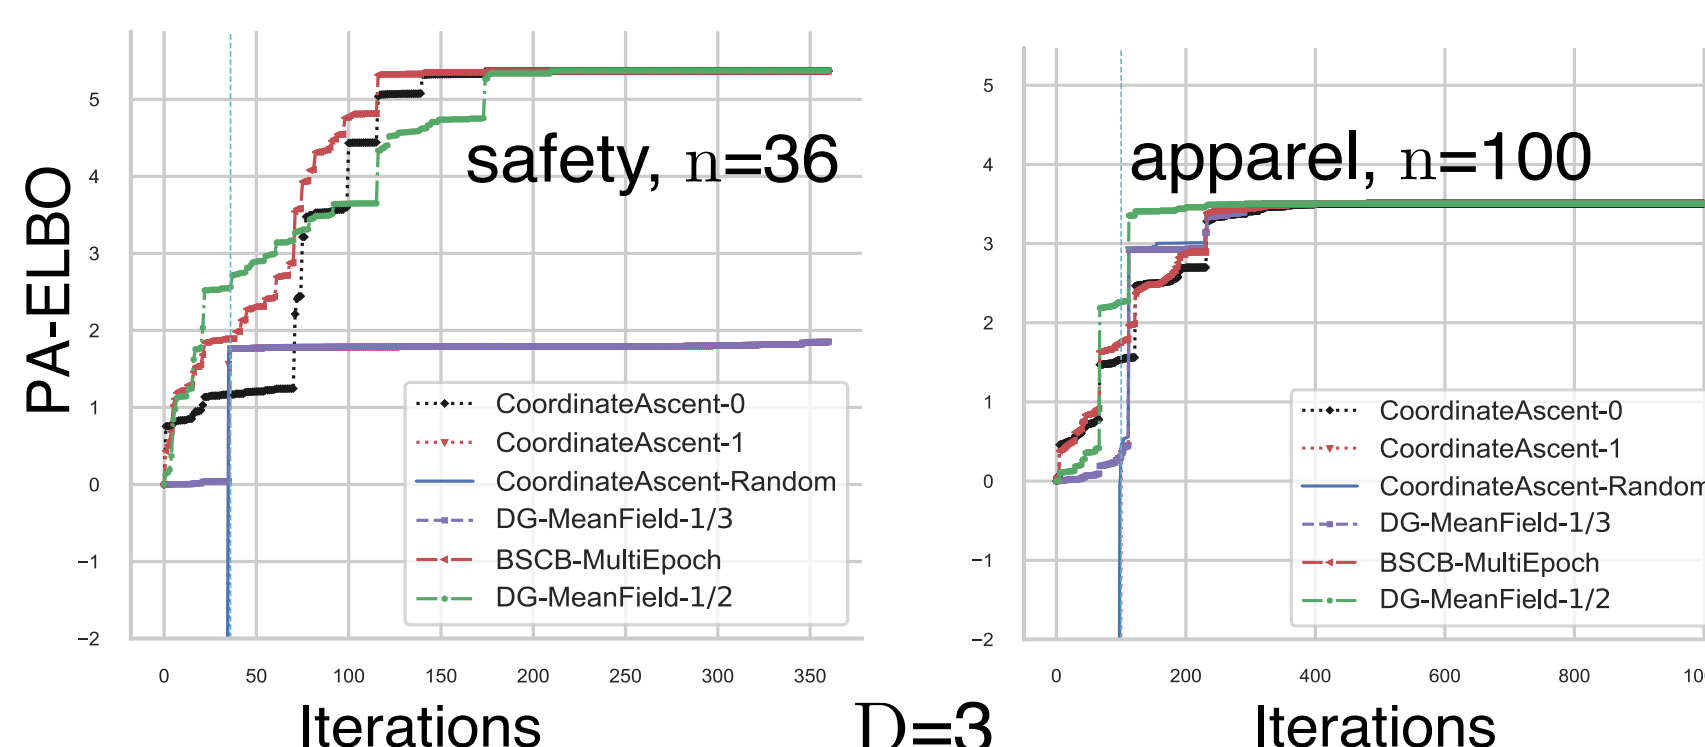 PA-ELBO
5
4
3
2
1
0
−1
−2
safety, n=36
CoordinateAscent-0
CoordinateAscent-1
CoordinateAscent-Random
DG-MeanField-1/3
BSCB-MultiEpoch
DG-MeanField-1/2
0 50 100 150 200 250 300 350
Iterations
D=3
5
4
3
2
1
0
−1
−2
apparel, n=100
CoordinateAscent-0
CoordinateAscent-1
CoordinateAscent-Random
DG-MeanField-1/3
BSCB-MultiEpoch
DG-MeanField-1/2
0 200 400 600 800
Iterations